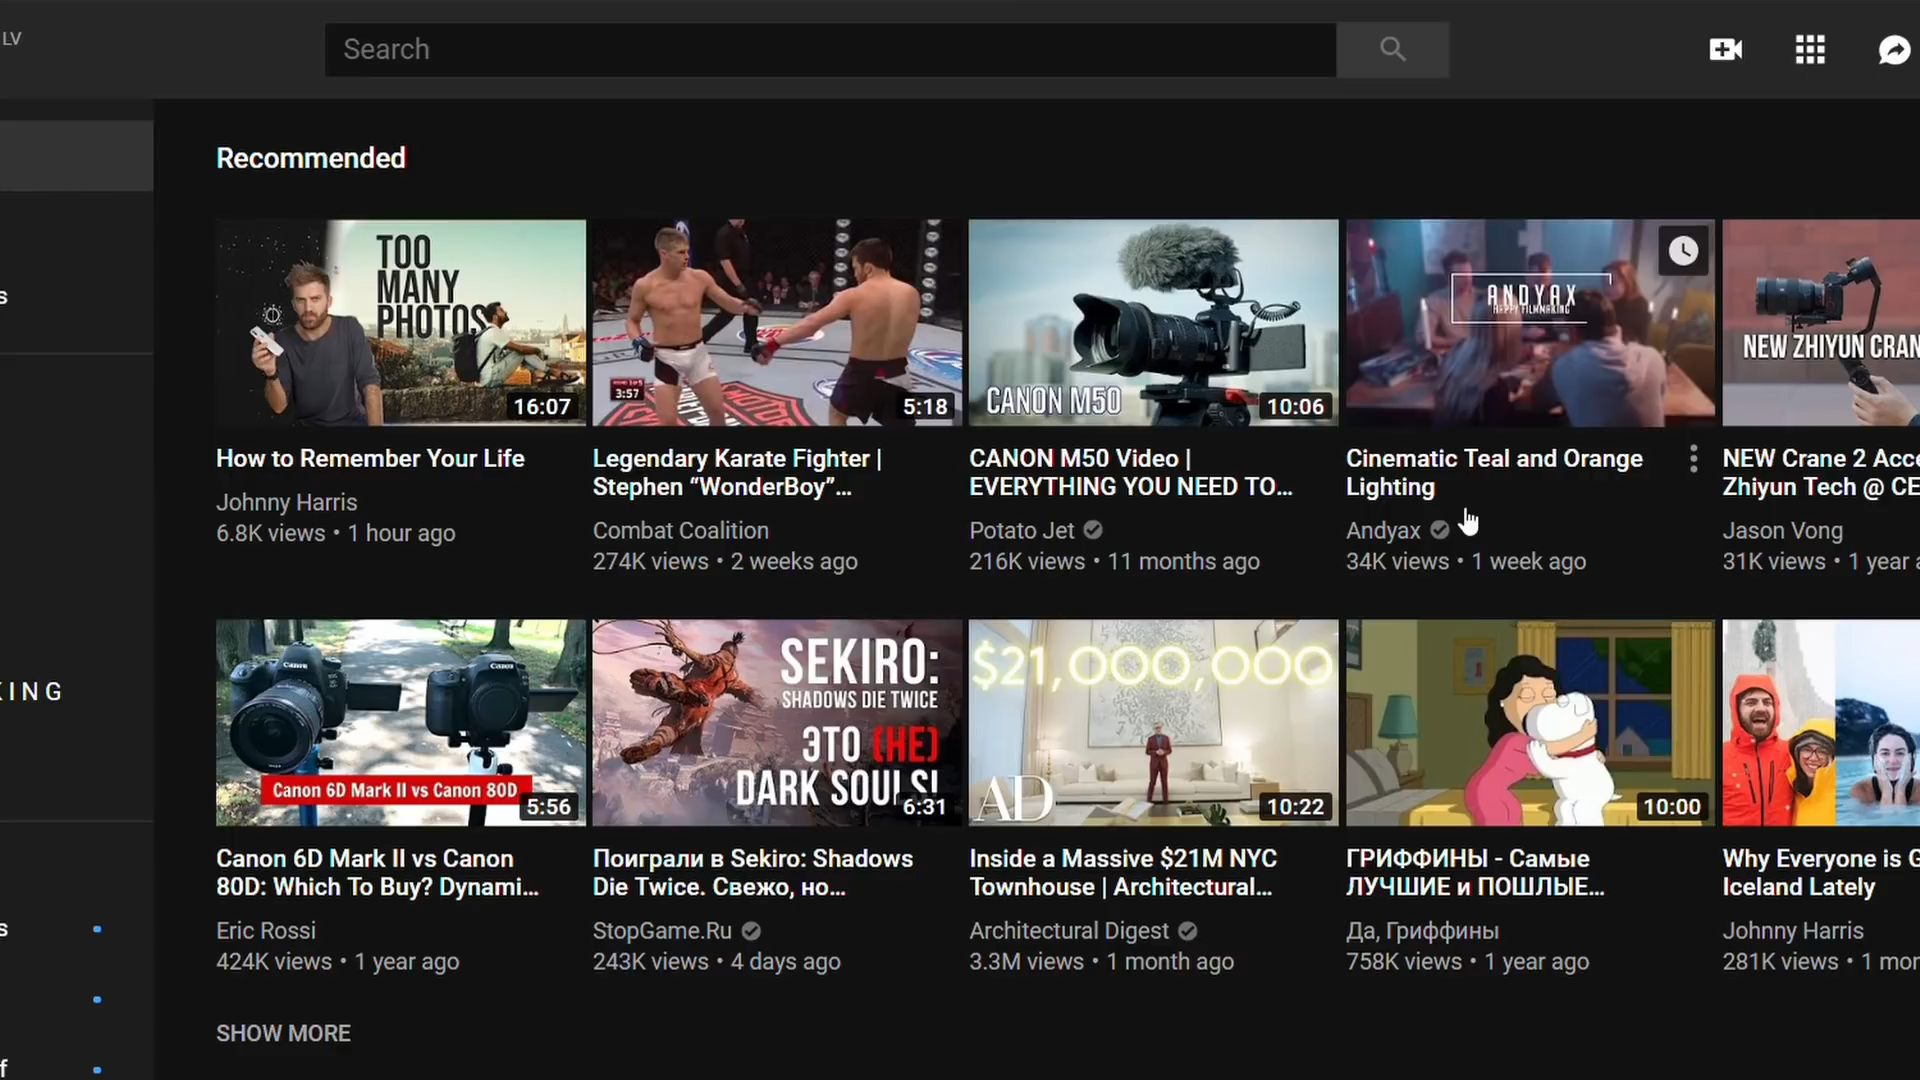 LV
Search
Recommended
TOO
MANY
PHOTOS
16:07
3:57
5:18
CANON M50
10:06
ANDYAX
HAPPY FILMMAKING
NEW ZHIYUN CRAN
How to Remember Your Life
Johnny Harris
6.8K views • 1 hour ago
Legendary Karate Fighter |
Stephen “WonderBoy”...
Combat Coalition
274K views • 2 weeks ago
CANON M50 Video |
EVERYTHING YOU NEED TO...
Potato Jet
216K views • 11 months ago
Cinematic Teal and Orange
Lighting
Andyax
34K views • 1 week ago
NEW Crane 2 Acce
Zhiyun Tech @ CE
Jason Vong
31K views • 1 year a
s
KING
Canon
Canon
Canon 6D Mark II vs Canon 80D
5:56
SEKIRO:
SHADOWS DIE TWICE
ЭТО (НЕ)
DARK SOULS!
6:31
$21,000,000
AD
10:22
10:00
Canon 6D Mark II vs Canon
80D: Which To Buy? Dynami...
Eric Rossi
424K views • 1 year ago
Поиграли в Sekiro: Shadows
Die Twice. Свежо, но...
StopGame.Ru
243K views • 4 days ago
Inside a Massive $21M NYC
Townhouse | Architectural...
Architectural Digest
3.3M views • 1 month ago
ГРИФФИНЫ - Самые
ЛУЧШИЕ и ПОШЛЫЕ...
Да, Гриффины
758K views • 1 year ago
Why Everyone is G
Iceland Lately
Johnny Harris
281K views • 1 mon
s
f
SHOW MORE